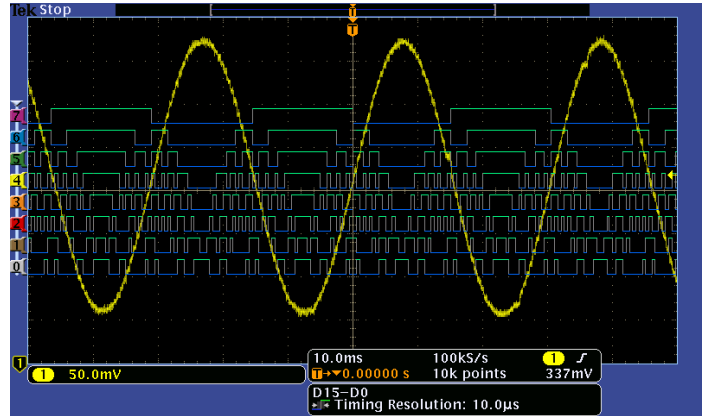 Tek Stop
T
T
7
6
5
4
3
2
1
0
1
1 50.0mV
10.0ms 100kS/s 1 ∫
T→▼0.00000 s 10k points 337mV
D15-D0
Timing Resolution: 10.0µs